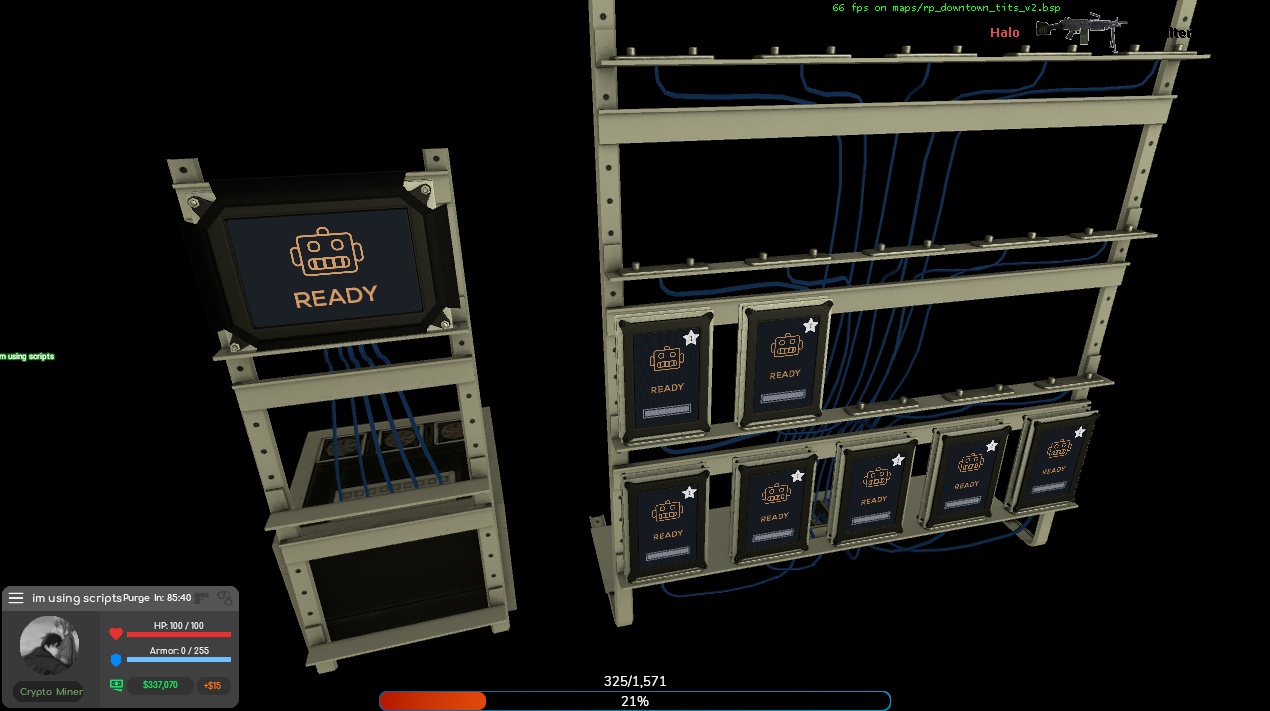 66 fps on maps/rp_downtown_tits_v2.bsp
Halo
READY
READY
READY
m using scripts
READY
READY
READY
READY
READY
im using scripts
Purge In: 85:40
HP: 100 / 100
Armor: 0 / 255
Crypto Miner
$337,070
+$15
325/1,571
21%